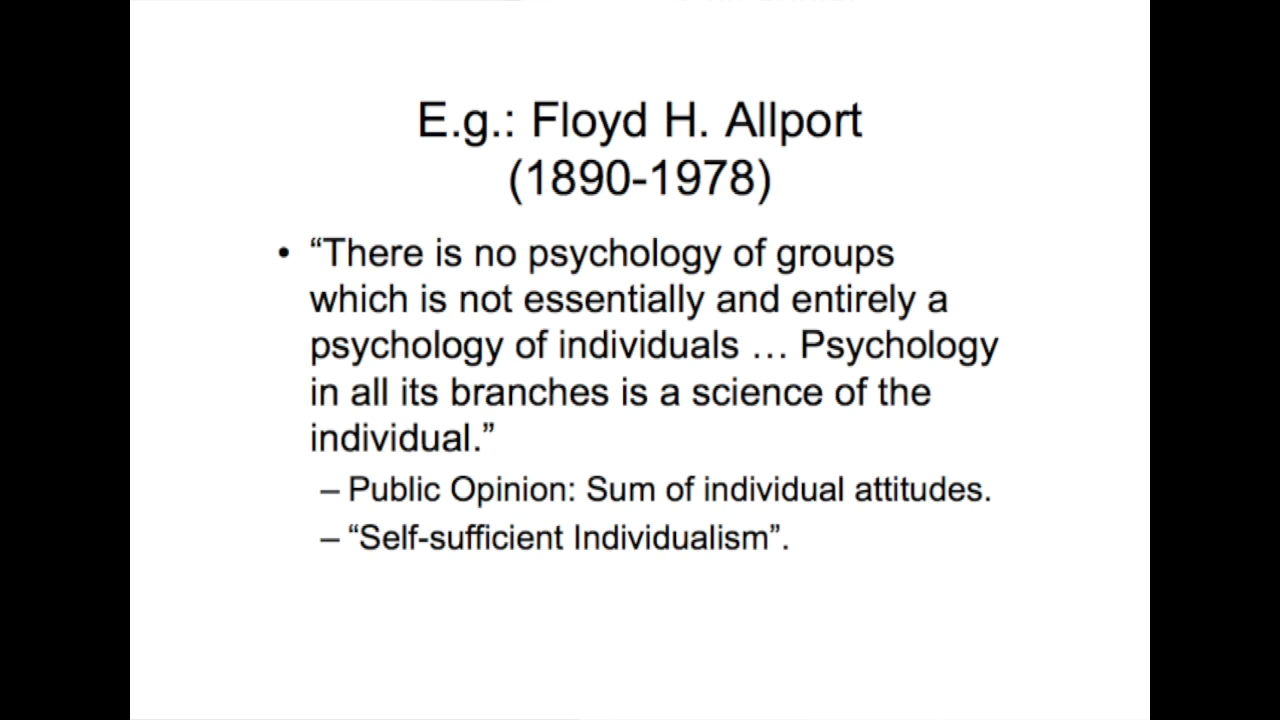 E.g.: Floyd H. Allport
(1890-1978)
• “There is no psychology of groups
which is not essentially and entirely a
psychology of individuals … Psychology
in all its branches is a science of the
individual.”
– Public Opinion: Sum of individual attitudes.
– “Self-sufficient Individualism”.